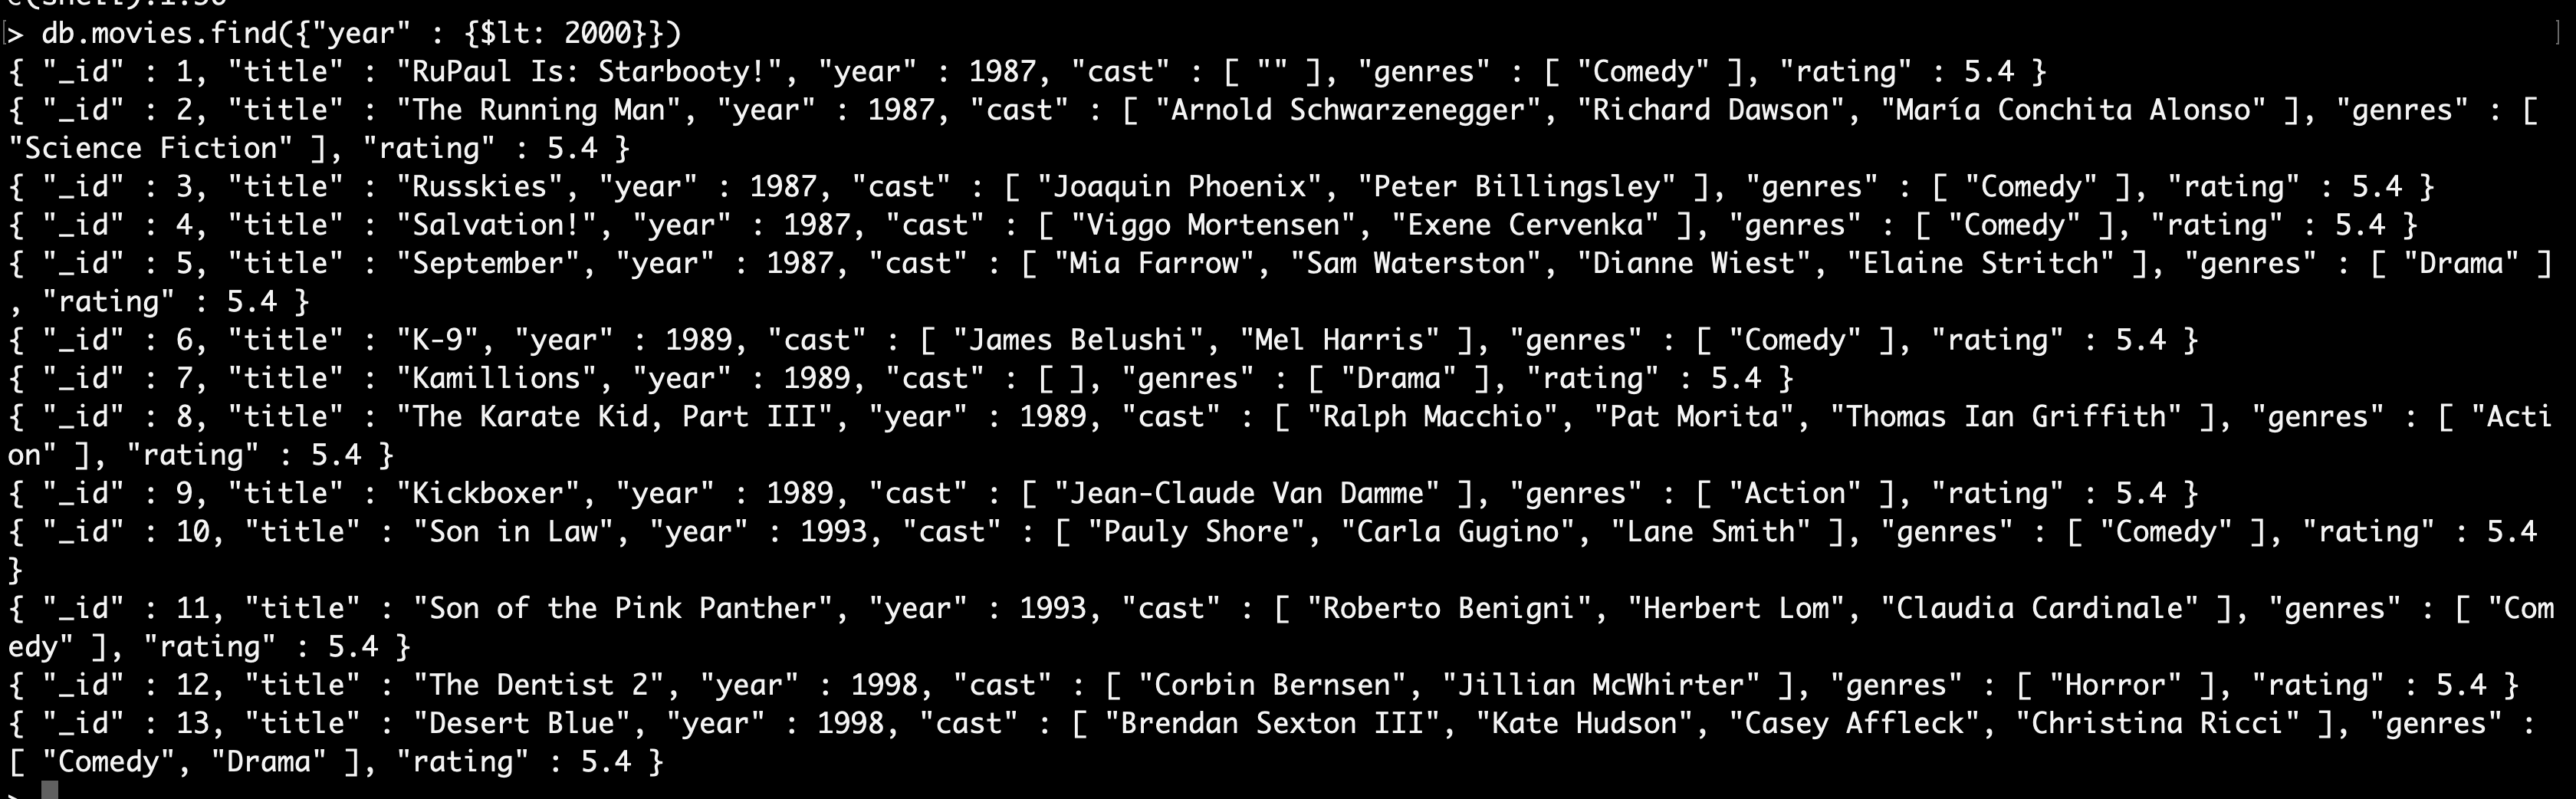 > db.movies.find({"year" : {$lt: 2000}})
{ "_id" : 1, "title" : "RuPaul Is: Starbooty!", "year" : 1987, "cast" : [ "" ], "genres" : [ "Comedy" ], "rating" : 5.4 }
{ "_id" : 2, "title" : "The Running Man", "year" : 1987, "cast" : [ "Arnold Schwarzenegger", "Richard Dawson", "María Conchita Alonso" ], "genres" : [
"Science Fiction" ], "rating" : 5.4 }
{ "_id" : 3, "title" : "Russkies", "year" : 1987, "cast" : [ "Joaquin Phoenix", "Peter Billingsley" ], "genres" : [ "Comedy" ], "rating" : 5.4 }
{ "_id" : 4, "title" : "Salvation!", "year" : 1987, "cast" : [ "Viggo Mortensen", "Exene Cervenka" ], "genres" : [ "Comedy" ], "rating" : 5.4 }
{ "_id" : 5, "title" : "September", "year" : 1987, "cast" : [ "Mia Farrow", "Sam Waterston", "Dianne Wiest", "Elaine Stritch" ], "genres" : [ "Drama" ]
, "rating" : 5.4 }
{ "_id" : 6, "title" : "K-9", "year" : 1989, "cast" : [ "James Belushi", "Mel Harris" ], "genres" : [ "Comedy" ], "rating" : 5.4 }
{ "_id" : 7, "title" : "Kamillions", "year" : 1989, "cast" : [ ], "genres" : [ "Drama" ], "rating" : 5.4 }
{ "_id" : 8, "title" : "The Karate Kid, Part III", "year" : 1989, "cast" : [ "Ralph Macchio", "Pat Morita", "Thomas Ian Griffith" ], "genres" : [ "Acti
on" ], "rating" : 5.4 }
{ "_id" : 9, "title" : "Kickboxer", "year" : 1989, "cast" : [ "Jean-Claude Van Damme" ], "genres" : [ "Action" ], "rating" : 5.4 }
{ "_id" : 10, "title" : "Son in Law", "year" : 1993, "cast" : [ "Pauly Shore", "Carla Gugino", "Lane Smith" ], "genres" : [ "Comedy" ], "rating" : 5.4
}
{ "_id" : 11, "title" : "Son of the Pink Panther", "year" : 1993, "cast" : [ "Roberto Benigni", "Herbert Lom", "Claudia Cardinale" ], "genres" : [ "Com
edy" ], "rating" : 5.4 }
{ "_id" : 12, "title" : "The Dentist 2", "year" : 1998, "cast" : [ "Corbin Bernsen", "Jillian McWhirter" ], "genres" : [ "Horror" ], "rating" : 5.4 }
{ "_id" : 13, "title" : "Desert Blue", "year" : 1998, "cast" : [ "Brendan Sexton III", "Kate Hudson", "Casey Affleck", "Christina Ricci" ], "genres" :
[ "Comedy", "Drama" ], "rating" : 5.4 }
>